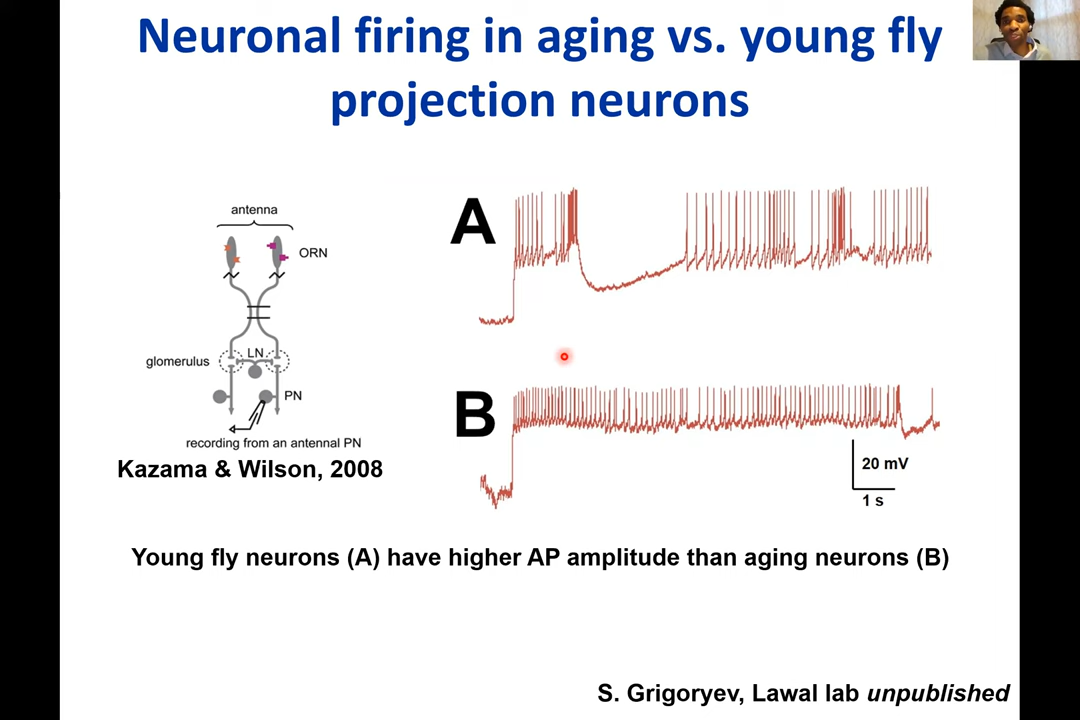 Neuronal firing in aging vs. young fly
projection neurons
antenna
ORN
glomerulus
LN
PN
recording from an antennal PN
Kazama & Wilson, 2008
A
B
20 mV
1 s
Young fly neurons (A) have higher AP amplitude than aging neurons (B)
S. Grigoryev, Lawal lab unpublished